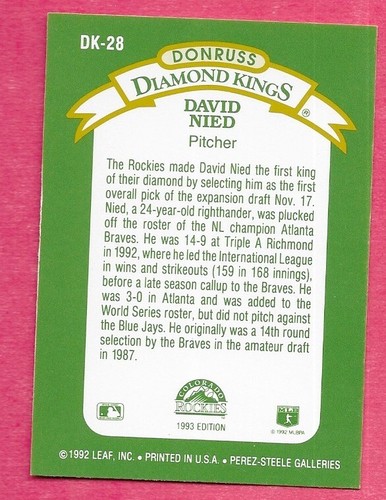 DK-28
DONRUSS
DIAMOND KINGS
®
DAVID
NIED
Pitcher
The Rockies made David Nied the first king
of their diamond by selecting him as the first
overall pick of the expansion draft Nov. 17.
Nied, a 24-year-old righthander, was plucked
off the roster of the NL champion Atlanta
Braves. He was 14-9 at Triple A Richmond
in 1992, where he led the International League
in wins and strikeouts (159 in 168 innings),
before a late season callup to the Braves. He
was 3-0 in Atlanta and was added to the
World Series roster, but did not pitch against
the Blue Jays. He originally was a 14th round
selection by the Braves in the amateur draft
in 1987.
COLORADO
ROCKIES
1993 EDITION
© 1992 MLBPA
©1992 LEAF, INC. • PRINTED IN U.S.A. • PEREZ-STEELE GALLERIES